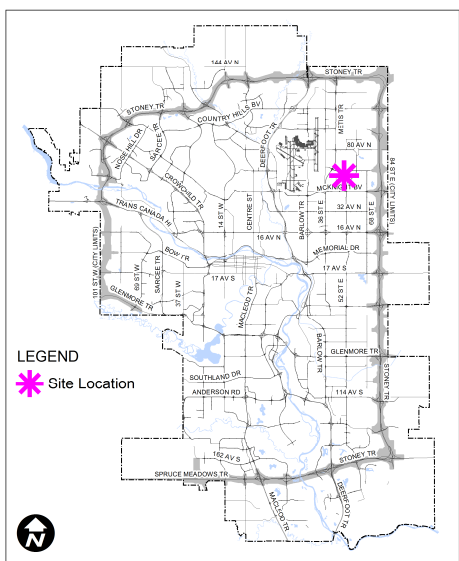 144 AV N
STONEY TR
STONEY TR
COUNTRY HILLS BV
METIS TR
NOSEHILL DR
SARCEE TR
DEERFOOT TR
80 AV N
84 ST E (CITY LIMITS)
CROWCHILD TR
MCKNIGHT BV
TRANS CANADA HI
14 ST W
CENTRE ST
BARLOW TR
36 ST E
32 AV N
68 ST E
16 AV N
16 AV N
101 ST W (CITY LIMITS)
BOW TR
MEMORIAL DR
69 ST W
SARCEE TR
37 ST W
17 AV S
17 AV S
GLENMORE TR
MACLEOD TR
52 ST E
BARLOW TR
GLENMORE TR
LEGEND
Site Location
STONEY TR
SOUTHLAND DR
ANDERSON RD
114 AV S
162 AV S
STONEY TR
SPRUCE MEADOWS TR
MACLEOD TR
DEERFOOT TR
N